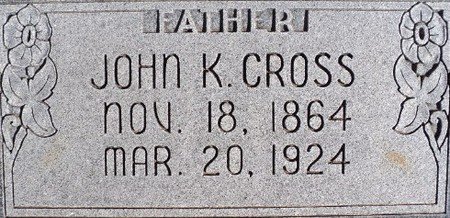 FATHER
JOHN K. CROSS
NOV. 18, 1864
MAR. 20, 1924